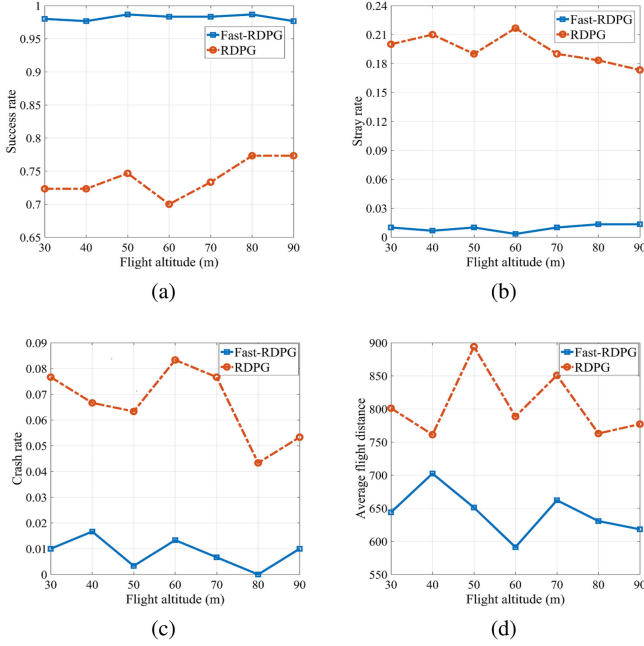 1
0.95
0.9
0.85
0.8
0.75
0.7
0.65
Success rate
Fast-RDPG
RDPG
30 40 50 60 70 80 90
Flight altitude (m)
(a)
0.24
0.21
0.18
0.15
0.12
0.09
0.06
0.03
0
Stray rate
Fast-RDPG
RDPG
30 40 50 60 70 80 90
Flight altitude (m)
(b)
0.09
0.08
0.07
0.06
0.05
0.04
0.03
0.02
0.01
0
Crash rate
Fast-RDPG
RDPG
30 40 50 60 70 80 90
Flight altitude (m)
(c)
900
850
800
750
700
650
600
550
Average flight distance
Fast-RDPG
RDPG
30 40 50 60 70 80 90
Flight altitude (m)
(d)